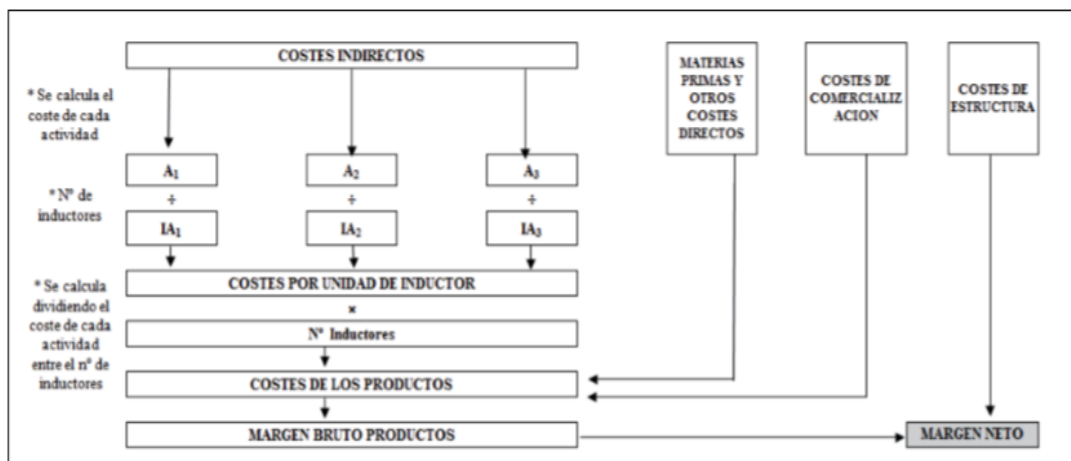 COSTES INDIRECTOS
MATERIAS
PRIMAS Y
OTROS
COSTES
DIRECTOS
COSTES DE
COMERCIALIZ
ACION
COSTES DE
ESTRUCTURA
* Se calcula el
coste de cada
actividad
A₁
A₂
A₃
* Nº de
inductores
÷
÷
÷
IA₁
IA₂
IA₃
* Se calcula
dividiendo el
coste de cada
actividad
entre el nº de
inductores
COSTES POR UNIDAD DE INDUCTOR
×
Nº Inductores
COSTES DE LOS PRODUCTOS
MARGEN BRUTO PRODUCTOS
MARGEN NETO